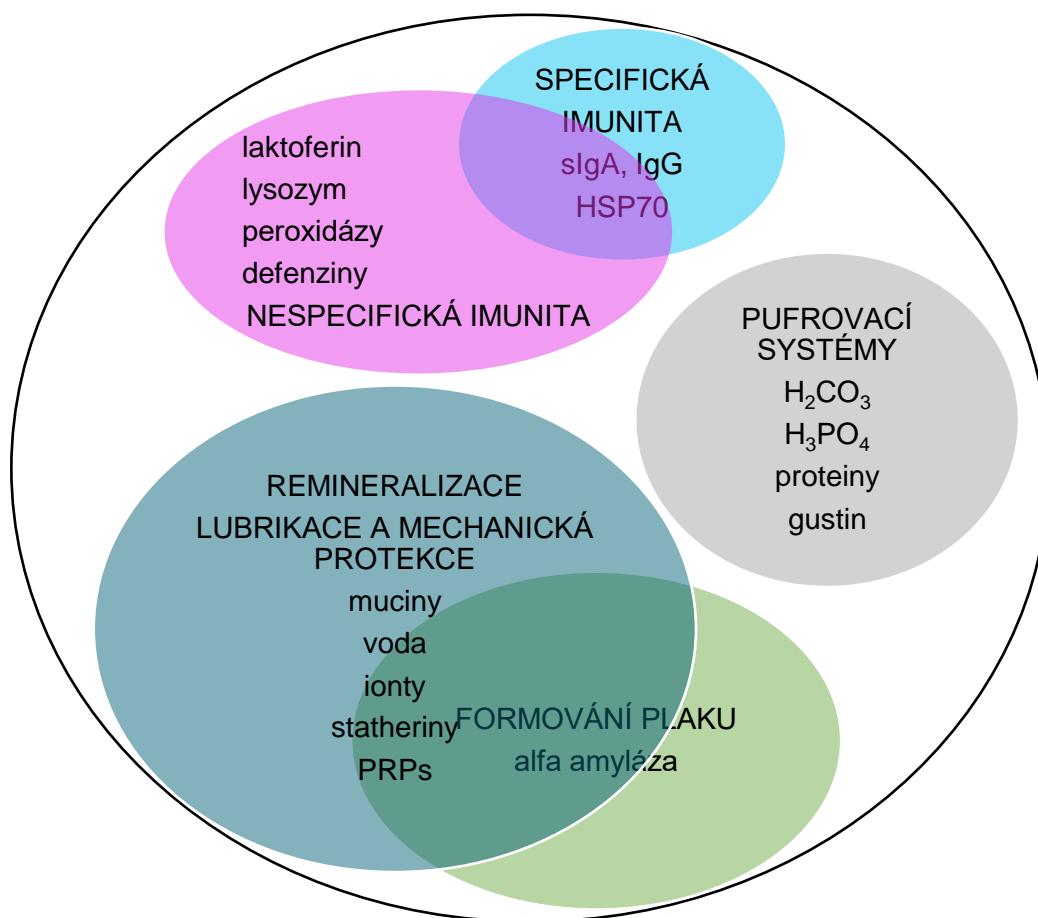 SPECIFICKÁ
IMUNITA
sIgA, IgG
HSP70
laktoferin
lysozym
peroxidázy
defenziny
NESPECIFICKÁ IMUNITA
PUFROVACÍ
SYSTÉMY
H₂CO₃
H₃PO₄
proteiny
gustin
REMINERALIZACE
LUBRIKACE A MECHANICKÁ
PROTEKCE
muciny
voda
ionty
statheriny
PRPs
FORMOVÁNÍ PLAKU
alfa amyláza